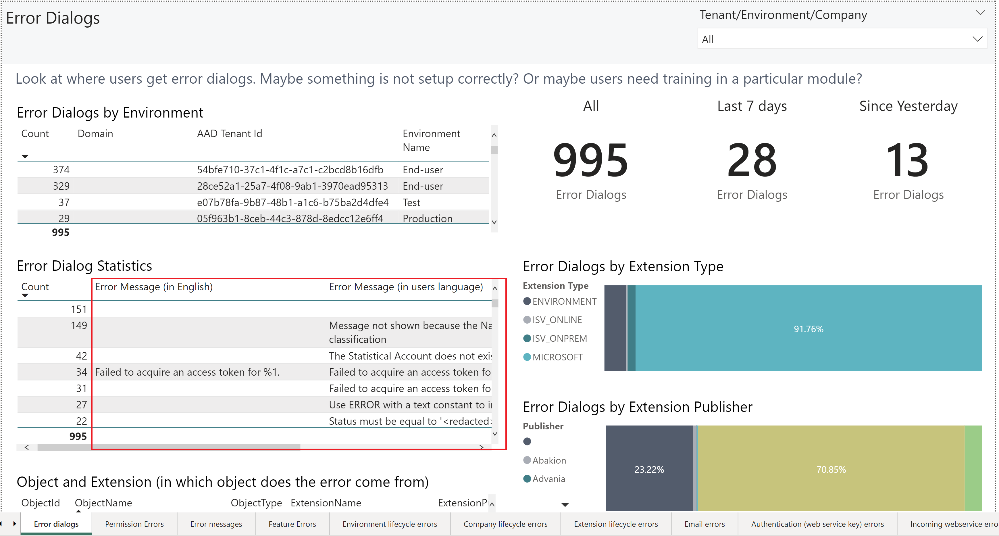 Error Dialogs
Tenant/Environment/Company
All
Look at where users get error dialogs. Maybe something is not setup correctly? Or maybe users need training in a particular module?
Error Dialogs by Environment
Count Domain AAD Tenant Id Environment Name
374 54bfe710-37c1-4f1c-a7c1-c2bcd8b16dfb End-user
329 28ce52a1-25a7-4f08-9ab1-3970ead95313 End-user
37 e07b78fa-9b87-48b1-a1c6-b75ba2d4dfe4 Test
29 05f963b1-8ceb-44c3-878d-8edcc12e6ff4 Production
995
All Last 7 days Since Yesterday
995 28 13
Error Dialogs Error Dialogs Error Dialogs
Error Dialog Statistics
Count Error Message (in English) Error Message (in users language)
151
149 Message not shown because the Na
classification
42 The Statistical Account does not exis
34 Failed to acquire an access token for %1. Failed to acquire an access token fo
31 Failed to acquire an access token fo
27 Use ERROR with a text constant to i
22 Status must be equal to '<redacted>
995
Error Dialogs by Extension Type
Extension Type
ENVIRONMENT
ISV_ONLINE
ISV_ONPREM
MICROSOFT
91.76%
Error Dialogs by Extension Publisher
Publisher
Abakion
Advania
23.22% 70.85%
Object and Extension (in which object does the error come from)
ObjectId ObjectName ObjectType ExtensionName ExtensionPu
Error dialogs Permission Errors Error messages Feature Errors Environment lifecycle errors Company lifecycle errors Extension lifecycle errors Email errors Authentication (web service key) errors Incoming webservice erro